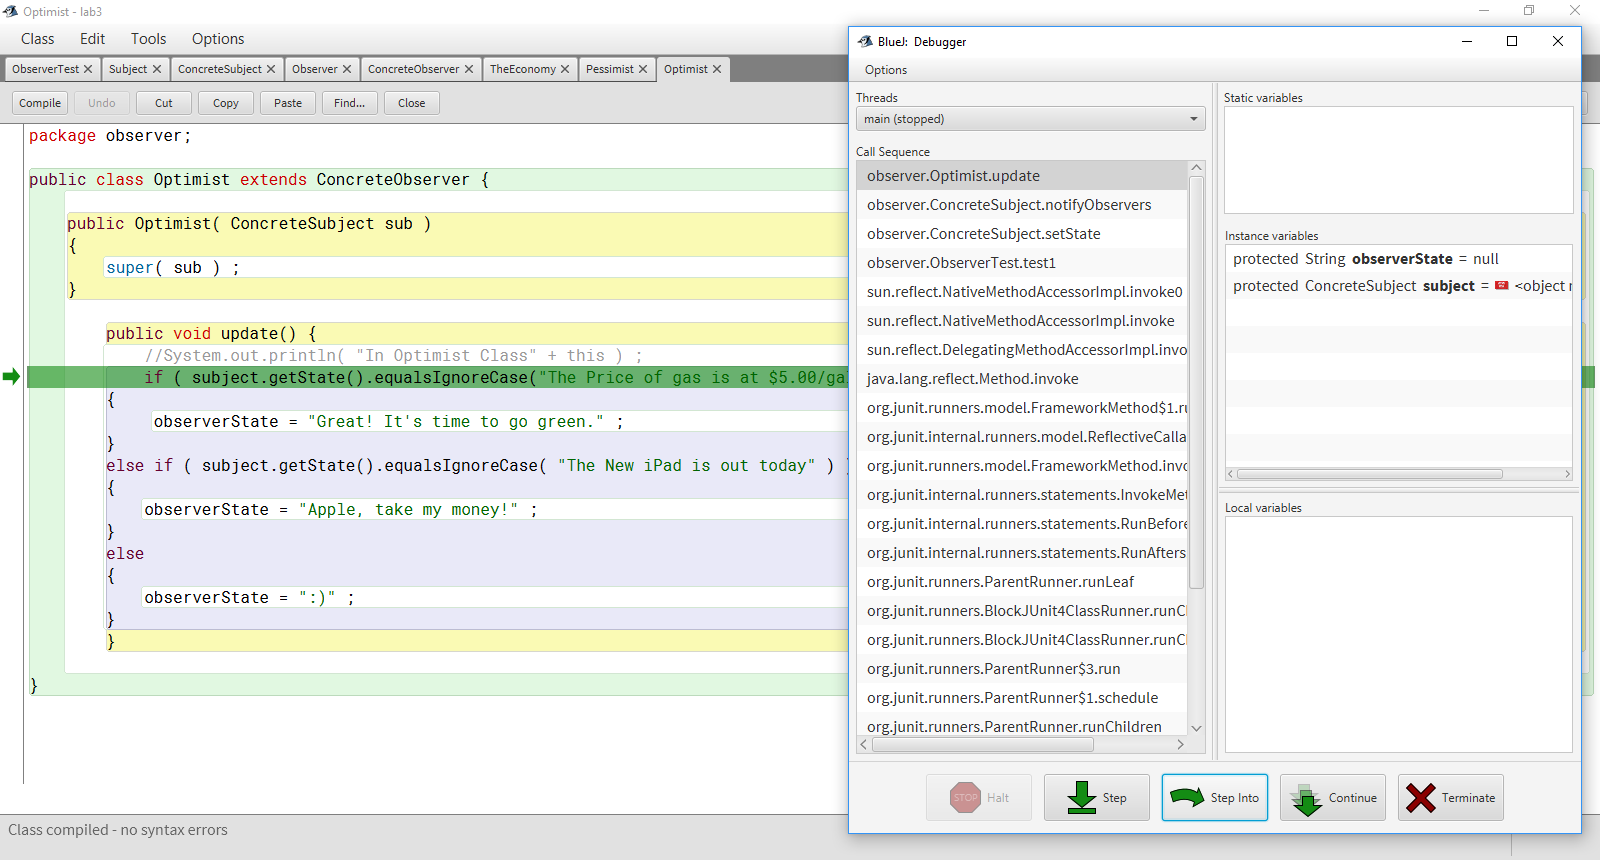 Optimist - lab3
Class Edit Tools Options
ObserverTest Subject ConcreteSubject Observer ConcreteObserver TheEconomy Pessimist Optimist
Compile Undo Cut Copy Paste Find... Close
package observer;
public class Optimist extends ConcreteObserver {
public Optimist( ConcreteSubject sub )
{
super( sub ) ;
}
public void update() {
//System.out.println( "In Optimist Class" + this ) ;
if ( subject.getState().equalsIgnoreCase("The Price of gas is at $5.00/gal
{
observerState = "Great! It's time to go green." ;
}
else if ( subject.getState().equalsIgnoreCase( "The New iPad is out today" ) )
{
observerState = "Apple, take my money!" ;
}
else
{
observerState = ":)" ;
}
}
}
Class compiled - no syntax errors
BlueJ: Debugger
Options
Threads
main (stopped)
Call Sequence
observer.Optimist.update
observer.ConcreteSubject.notifyObservers
observer.ConcreteSubject.setState
observer.ObserverTest.test1
sun.reflect.NativeMethodAccessorImpl.invoke0
sun.reflect.NativeMethodAccessorImpl.invoke
sun.reflect.DelegatingMethodAccessorImpl.invo
java.lang.reflect.Method.invoke
org.junit.runners.model.FrameworkMethod$1.ru
org.junit.internal.runners.model.ReflectiveCalla
org.junit.runners.model.FrameworkMethod.invo
org.junit.internal.runners.statements.InvokeMet
org.junit.internal.runners.statements.RunBefore
org.junit.internal.runners.statements.RunAfters
org.junit.runners.ParentRunner.runLeaf
org.junit.runners.BlockJUnit4ClassRunner.runCh
org.junit.runners.BlockJUnit4ClassRunner.runCh
org.junit.runners.ParentRunner$3.run
org.junit.runners.ParentRunner$1.schedule
org.junit.runners.ParentRunner.runChildren
Static variables
Instance variables
protected String observerState = null
protected ConcreteSubject subject = <object r
Local variables
STOP Halt Step Step Into Continue Terminate